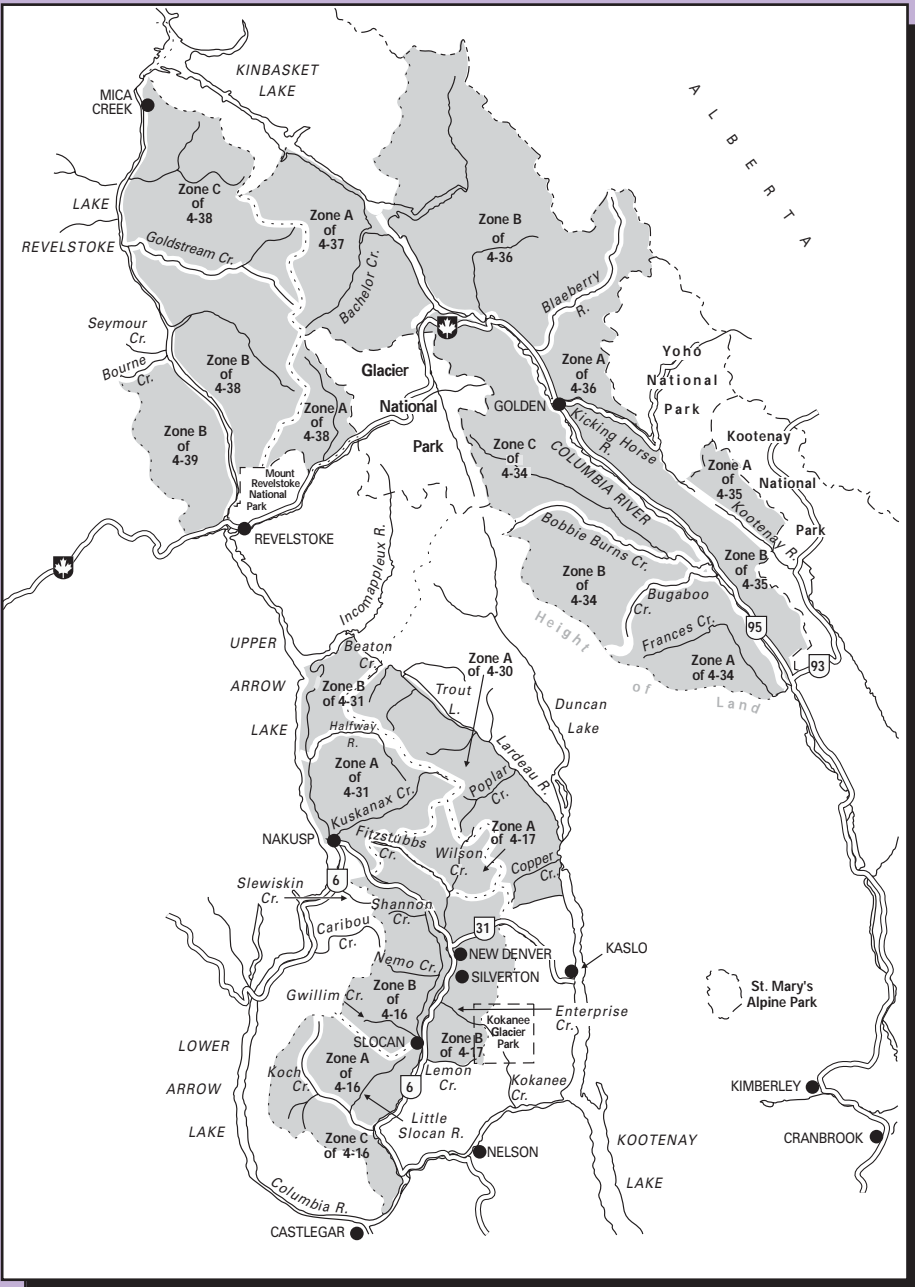 KINBASKET
LAKE
MICA
CREEK
A L B E R T A
Zone C
of
4-38
LAKE
REVELSTOKE
Zone A
of
4-37
Zone B
of
4-36
Goldstream Cr.
Bachelor Cr.
Blaeberry
R.
Seymour
Cr.
Bourne
Cr.
Zone B
of
4-38
Glacier
National
Park
Zone A
of
4-36
Yoho
National
Park
GOLDEN
Zone A
of
4-38
Zone B
of
4-39
Kicking Horse
R.
Kootenay
National
Park
Zone C
of
4-34
COLUMBIA RIVER
Zone A
of
4-35
Mount
Revelstoke
National
Park
Kootenay R.
REVELSTOKE
Incomappleux R.
Bobbie Burns Cr.
Zone B
of
4-35
Zone B
of
4-34
Bugaboo
Cr.
Height
of
Land
Frances Cr.
95
93
Zone A
of 4-34
UPPER
ARROW
LAKE
Beaton
Cr.
Zone A
of 4-30
Zone B
of 4-31
Trout
L.
Duncan
Lake
Halfway
R.
Lardeau R.
Zone A
of
4-31
Poplar
Cr.
Kuskanax Cr.
NAKUSP
Fitzstubbs
Cr.
Zone A
of 4-17
Wilson
Cr.
Copper
Cr.
6
Slewiskin
Cr.
Shannon
Cr.
Caribou
Cr.
31
NEW DENVER
KASLO
Nemo Cr.
SILVERTON
Zone B
of
4-16
St. Mary's
Alpine Park
Gwillim Cr.
Enterprise
Cr.
Kokanee
Glacier
Park
SLOCAN
Zone B
of 4-17
LOWER
ARROW
LAKE
Zone A
of
4-16
Koch
Cr.
Lemon
Cr.
6
Kokanee
Cr.
KIMBERLEY
Little
Slocan R.
CRANBROOK
Zone C
of 4-16
NELSON
KOOTENAY
LAKE
Columbia R.
CASTLEGAR